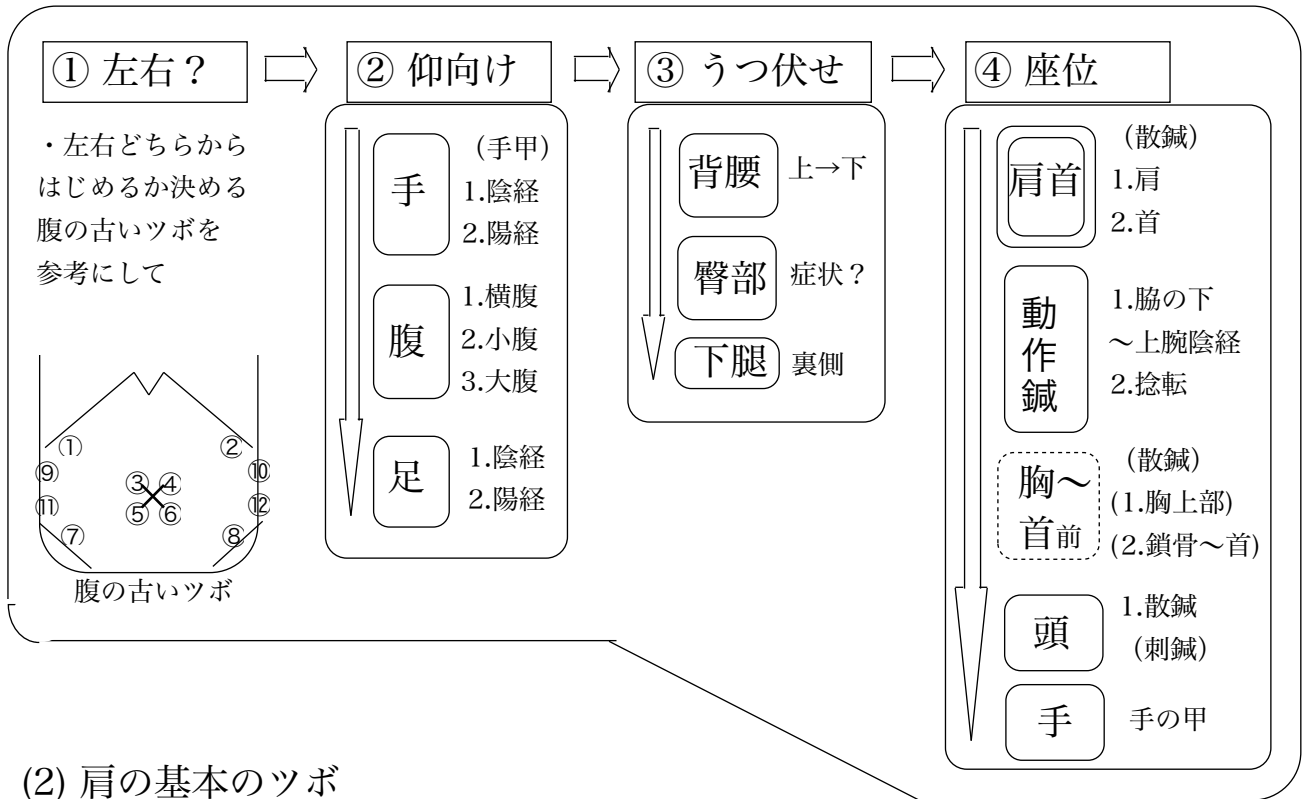 ① 左右？
② 仰向け
③ うつ伏せ
④ 座位
・左右どちらから
はじめるか決める
腹の古いツボを
参考にして
① ②
⑨ ⑩
③ ④
⑪ ⑫
⑤ ⑥
⑦ ⑧
腹の古いツボ
手
(手甲)
1.陰経
2.陽経
腹
1.横腹
2.小腹
3.大腹
足
1.陰経
2.陽経
背腰
上→下
臀部
症状？
下腿
裏側
肩首
(散鍼)
1.肩
2.首
動作鍼
1.脇の下
～上腕陰経
2.捻転
胸～
首前
(散鍼)
(1.胸上部)
(2.鎖骨～首)
頭
1.散鍼
(刺鍼)
手
手の甲
(2) 肩の基本のツボ